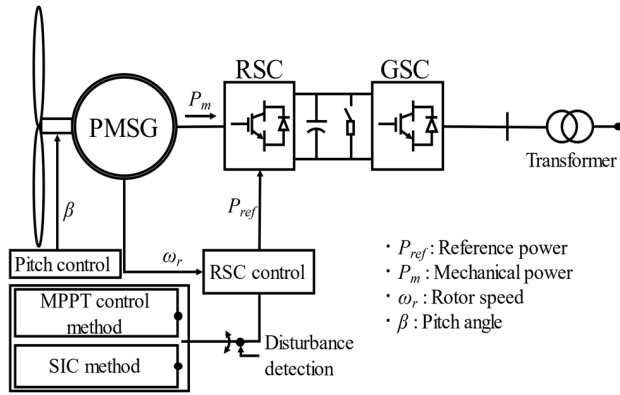 RSC
GSC
P_m
PMSG
Transformer
β
P_ref
Pitch control
ω_r
RSC control
MPPT control
method
SIC method
Disturbance
detection
· P_ref : Reference power
· P_m : Mechanical power
· ω_r : Rotor speed
· β : Pitch angle